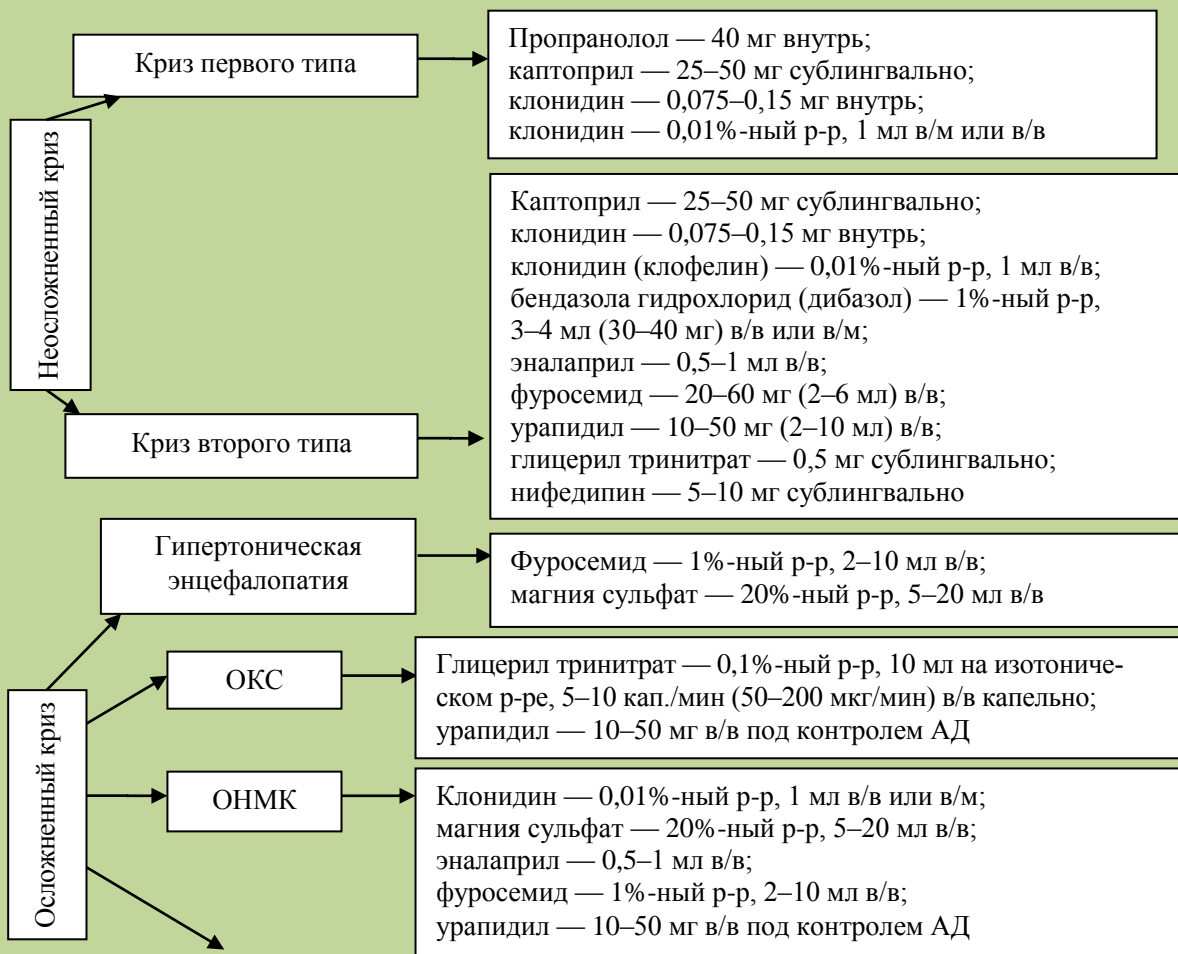 Неосложненный криз
Криз первого типа
Пропранолол — 40 мг внутрь;
каптоприл — 25–50 мг сублингвально;
клонидин — 0,075–0,15 мг внутрь;
клонидин — 0,01%-ный р-р, 1 мл в/м или в/в
Криз второго типа
Каптоприл — 25–50 мг сублингвально;
клонидин — 0,075–0,15 мг внутрь;
клонидин (клофелин) — 0,01%-ный р-р, 1 мл в/в;
бендазола гидрохлорид (дибазол) — 1%-ный р-р,
3–4 мл (30–40 мг) в/в или в/м;
эналаприл — 0,5–1 мл в/в;
фуросемид — 20–60 мг (2–6 мл) в/в;
урапидил — 10–50 мг (2–10 мл) в/в;
глицерил тринитрат — 0,5 мг сублингвально;
нифедипин — 5–10 мг сублингвально
Осложненный криз
Гипертоническая
энцефалопатия
Фуросемид — 1%-ный р-р, 2–10 мл в/в;
магния сульфат — 20%-ный р-р, 5–20 мл в/в
ОКС
Глицерил тринитрат — 0,1%-ный р-р, 10 мл на изотониче-
ском р-ре, 5–10 кап./мин (50–200 мкг/мин) в/в капельно;
урапидил — 10–50 мг в/в под контролем АД
ОНМК
Клонидин — 0,01%-ный р-р, 1 мл в/в или в/м;
магния сульфат — 20%-ный р-р, 5–20 мл в/в;
эналаприл — 0,5–1 мл в/в;
фуросемид — 1%-ный р-р, 2–10 мл в/в;
урапидил — 10–50 мг в/в под контролем АД